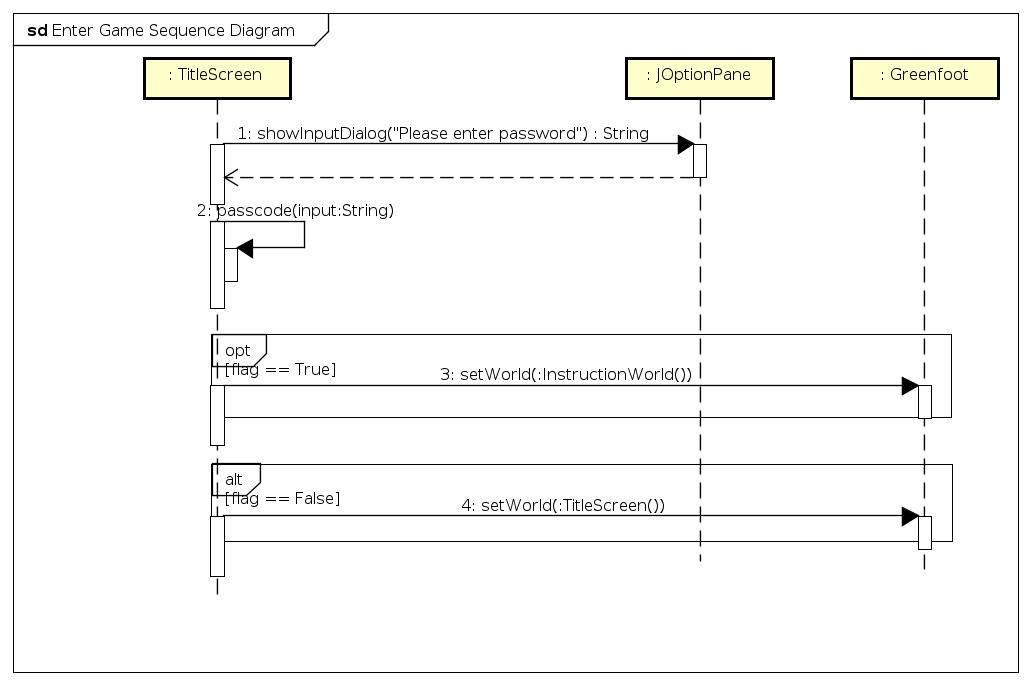 sd Enter Game Sequence Diagram
: TitleScreen
: JOptionPane
: Greenfoot
1: showInputDialog("Please enter password") : String
2: passcode(input:String)
opt
[flag == True]
3: setWorld(:InstructionWorld())
alt
[flag == False]
4: setWorld(:TitleScreen())